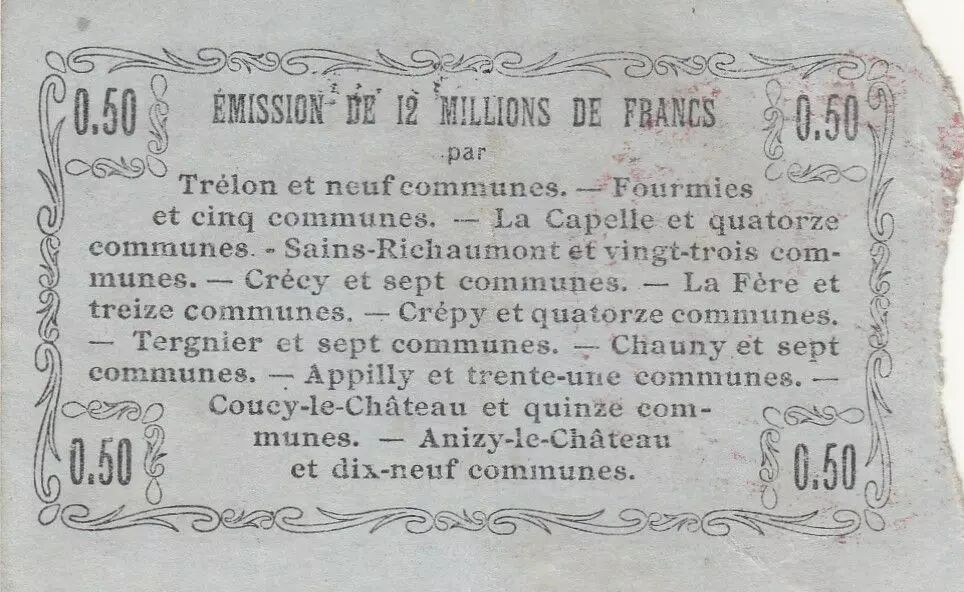 0.50 ÉMISSION DE 12 MILLIONS DE FRANCS 0.50
par
Trélon et neuf communes. — Fourmies
et cinq communes. — La Capelle et quatorze
communes. - Sains-Richaumont et vingt-trois com-
munes. — Crécy et sept communes. — La Fère et
treize communes. — Crépy et quatorze communes.
— Tergnier et sept communes. — Chauny et sept
communes. — Appilly et trente-une communes. —
Coucy-le-Château et quinze com-
munes. — Anizy-le-Château
et dix-neuf communes.
0.50 0.50